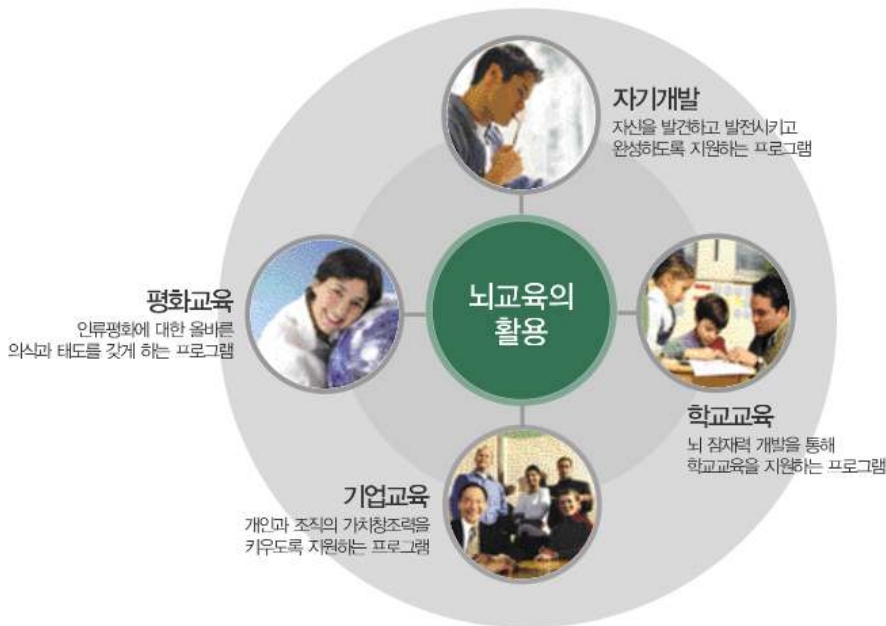 자기개발
자신을 발견하고 발전시키고
완성하도록 지원하는 프로그램
뇌교육의
활용
평화교육
인류평화에 대한 올바른
의식과 태도를 갖게 하는 프로그램
학교교육
뇌 잠재력 개발을 통해
학교교육을 지원하는 프로그램
기업교육
개인과 조직의 가치창조력을
키우도록 지원하는 프로그램